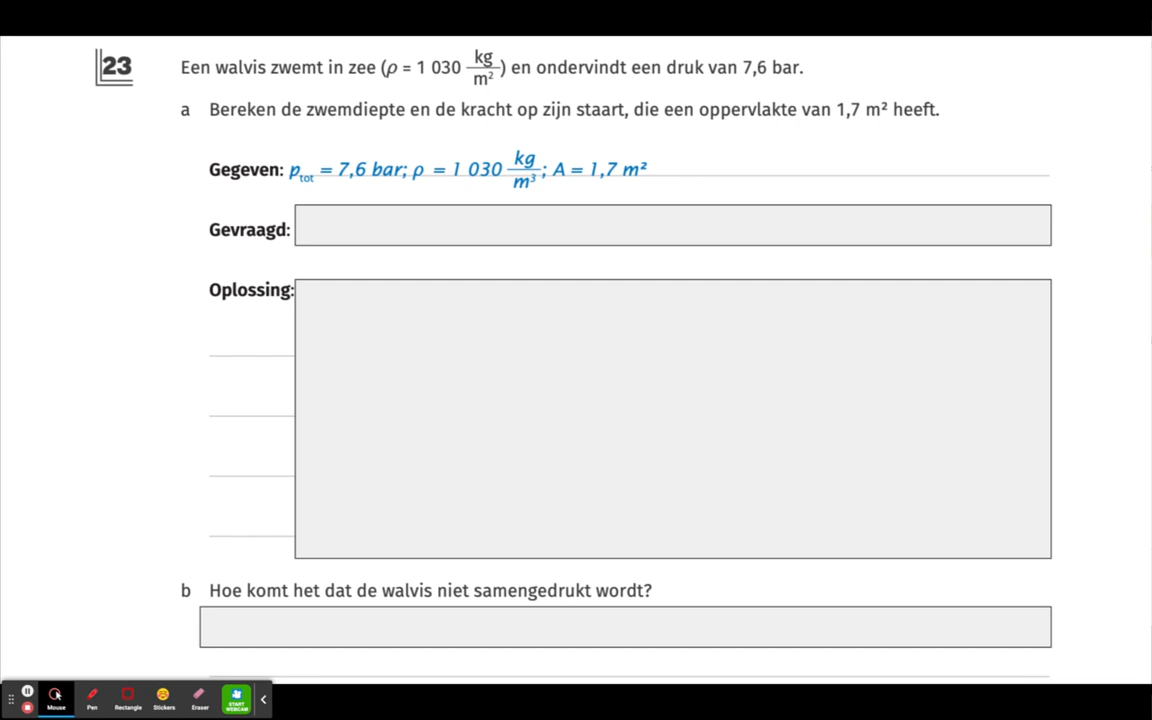 23 Een walvis zwemt in zee (ρ = 1 030 kg/m²) en ondervindt een druk van 7,6 bar.
a Bereken de zwemdiepte en de kracht op zijn staart, die een oppervlakte van 1,7 m² heeft.
Gegeven: p_tot = 7,6 bar; ρ = 1 030 kg/m³; A = 1,7 m²
Gevraagd:
Oplossing:
b Hoe komt het dat de walvis niet samengedrukt wordt?
Mouse Pen Rectangle Stickers Eraser START WEBCAM